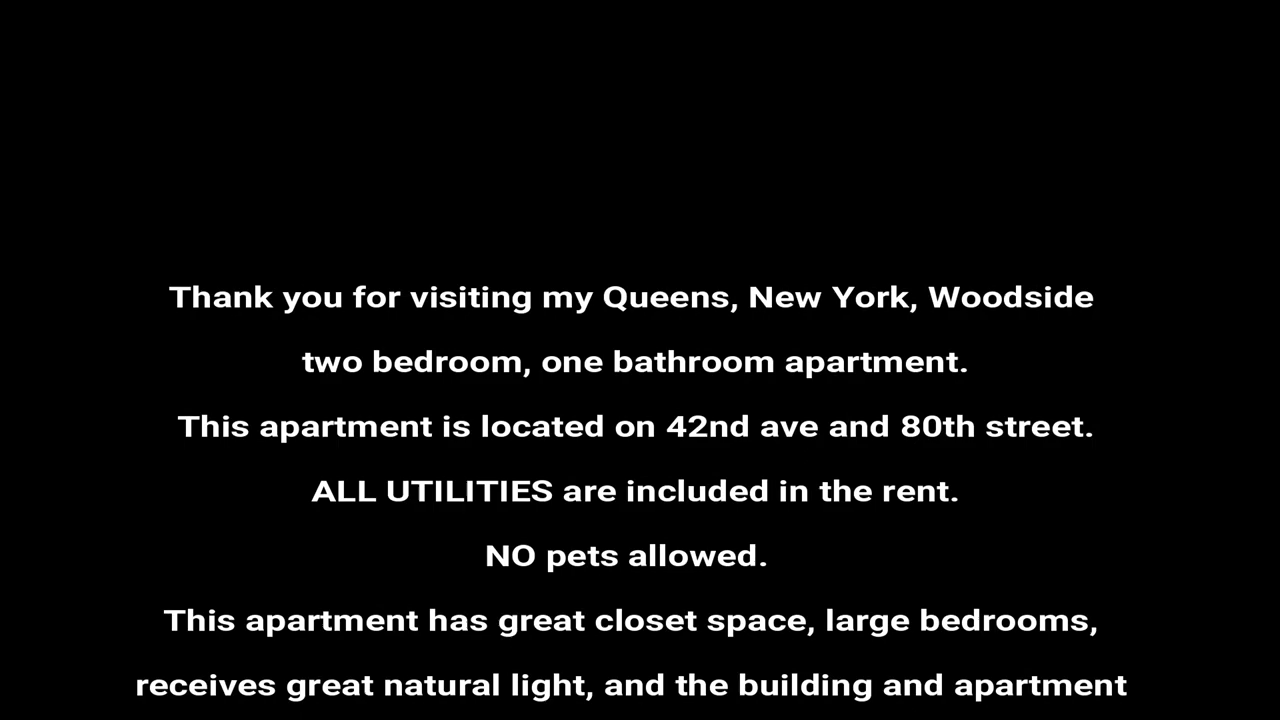 Thank you for visiting my Queens, New York, Woodside
two bedroom, one bathroom apartment.
This apartment is located on 42nd ave and 80th street.
ALL UTILITIES are included in the rent.
NO pets allowed.
This apartment has great closet space, large bedrooms,
receives great natural light, and the building and apartment